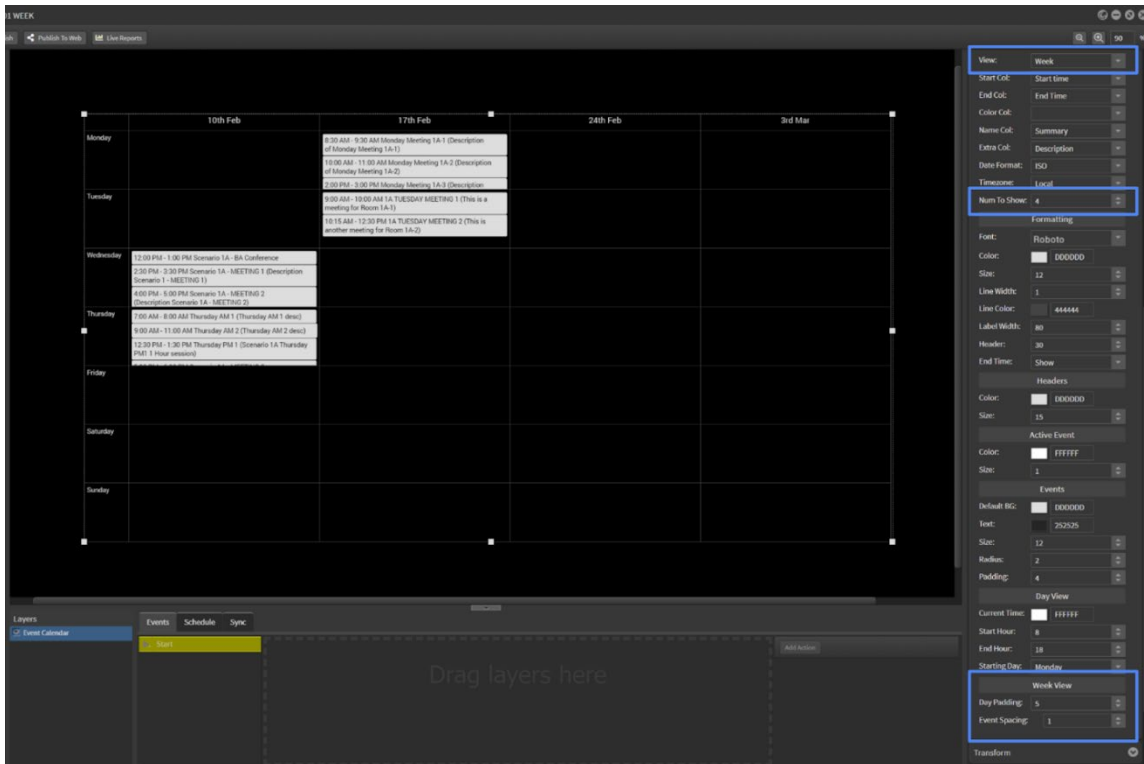 01 WEEK
Publish To Web
Live Reports
90
10th Feb
17th Feb
24th Feb
3rd Mar
Monday
8:30 AM - 9:30 AM Monday Meeting 1A-1 (Description
of Monday Meeting 1A-1)
10:00 AM - 11:00 AM Monday Meeting 1A-2 (Description
of Monday Meeting 1A-2)
2:00 PM - 3:00 PM Monday Meeting 1A-3 (Description
Tuesday
9:00 AM - 10:00 AM 1A TUESDAY MEETING 1 (This is a
meeting for Room 1A-1)
10:15 AM - 12:30 PM 1A TUESDAY MEETING 2 (This is
another meeting for Room 1A-2)
Wednesday
12:00 PM - 1:00 PM Scenario 1A - BA Conference
2:30 PM - 3:30 PM Scenario 1A - MEETING 1 (Description
Scenario 1 - MEETING 1)
4:00 PM - 5:00 PM Scenario 1A - MEETING 2
(Description Scenario 1A - MEETING 2)
Thursday
7:00 AM - 8:00 AM Thursday AM 1 (Thursday AM 1 desc)
9:00 AM - 11:00 AM Thursday AM 2 (Thursday AM 2 desc)
12:30 PM - 1:30 PM Thursday PM 1 (Scenario 1A Thursday
PM1 1 Hour session)
Friday
Saturday
Sunday
View: Week
Start Col: Start time
End Col: End Time
Color Col:
Name Col: Summary
Extra Col: Description
Date Format: ISO
Timezone: Local
Num To Show: 4
Formatting
Font: Roboto
Color: DDDDDD
Size: 12
Line Width: 1
Line Color: 444444
Label Width: 80
Header: 30
End Time: Show
Headers
Color: DDDDDD
Size: 15
Active Event
Color: FFFFFF
Size: 1
Events
Default BG: DDDDDD
Text: 252525
Size: 12
Radius: 2
Padding: 4
Day View
Current Time: FFFFFF
Start Hour: 8
End Hour: 18
Starting Day: Monday
Week View
Day Padding: 5
Event Spacing: 1
Transform
Layers
Event Calendar
Events Schedule Sync
Start
Drag layers here
Add Active